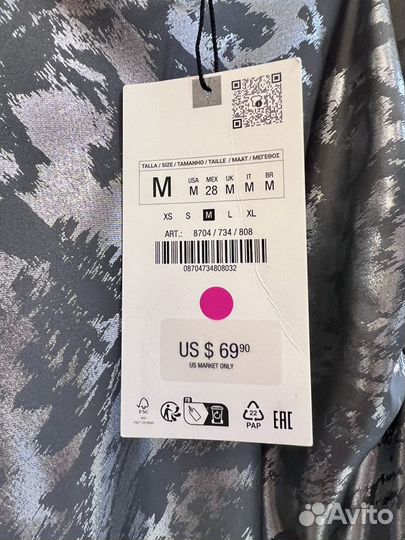 TALLA / SIZE / TAMANHO / TAILLE / MAAT / ΜΕΓΕΘΟΣ
M
USA MEX UK IT BR
M 28 M M M
XS S M L XL
ART.: 8704 / 734 / 808
08704734808032
US $ 69 90
US MARKET ONLY
FSC
FR
22
PAP
EAC
Avito